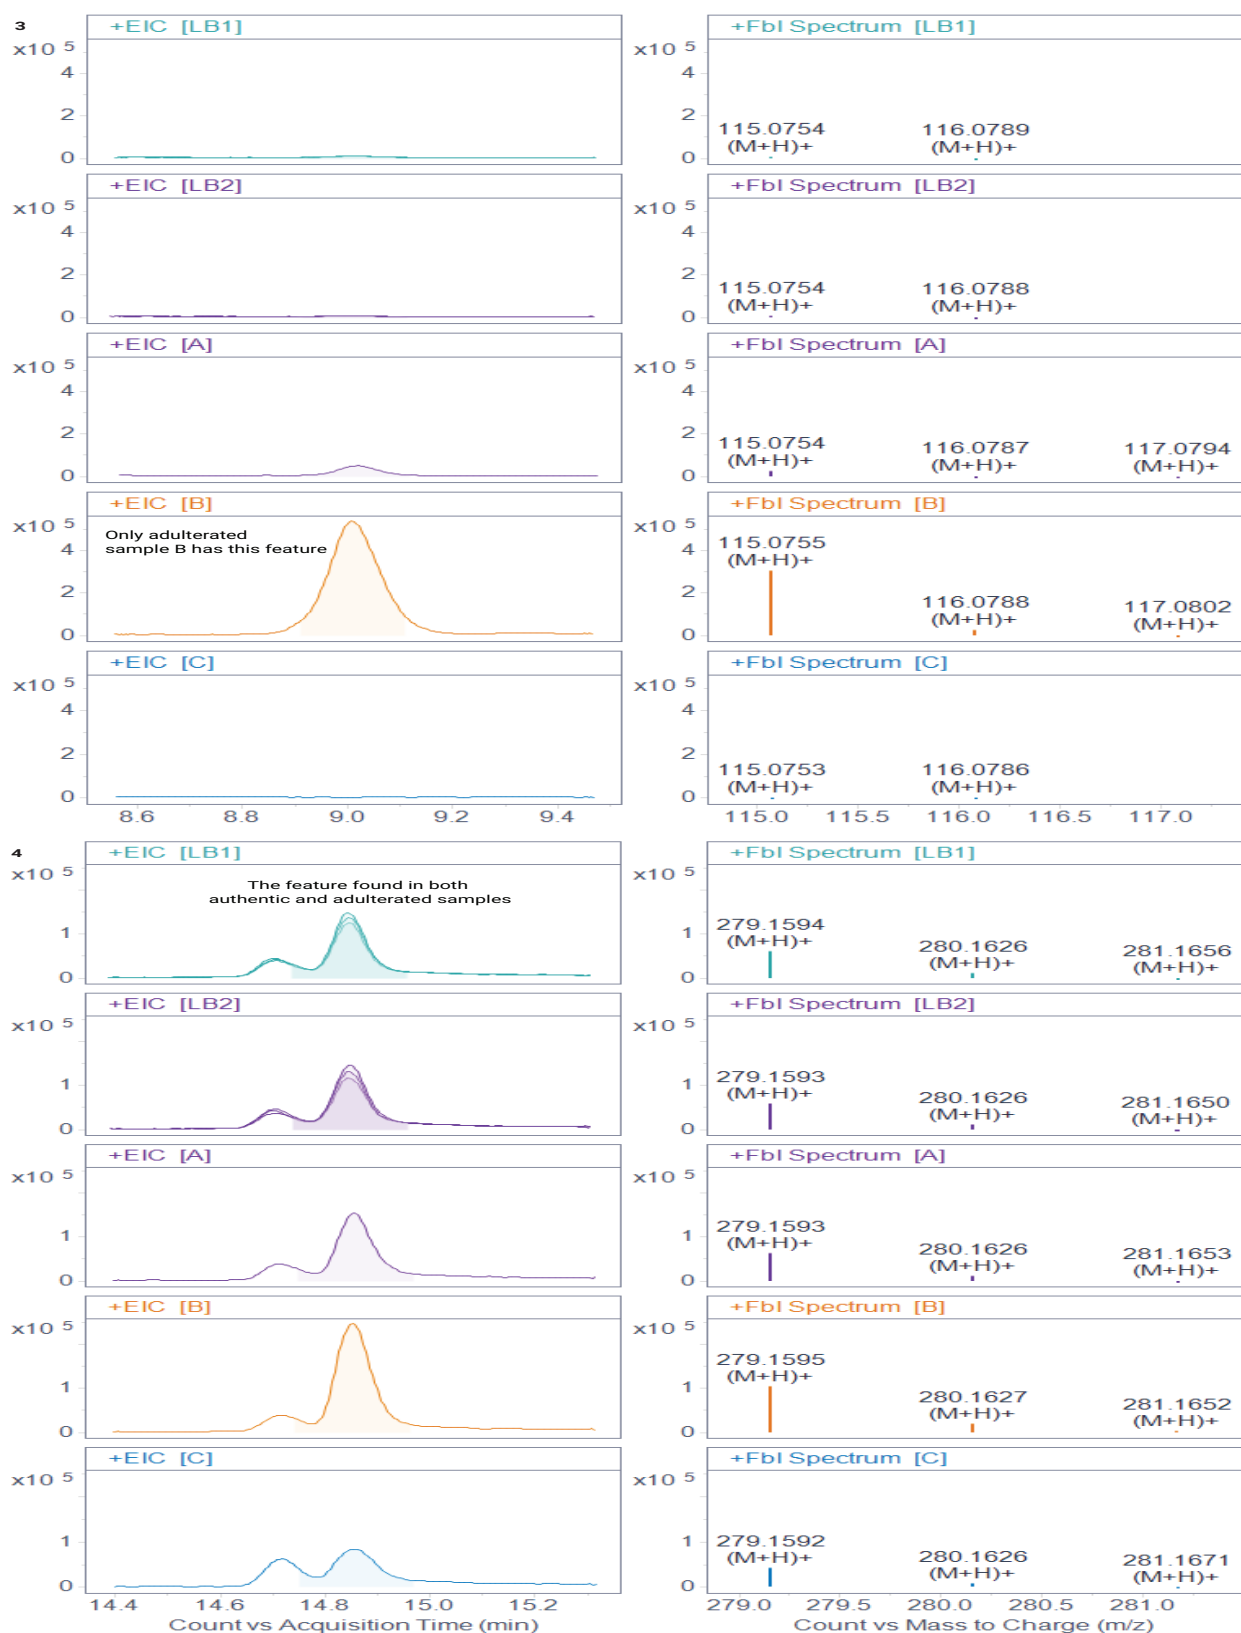 3
+EIC [LB1]
+FbI Spectrum [LB1]
x10 5
4
2
0
x10 5
4
2
0
115.0754
(M+H)+
116.0789
(M+H)+
+EIC [LB2]
+FbI Spectrum [LB2]
x10 5
4
2
0
x10 5
4
2
0
115.0754
(M+H)+
116.0788
(M+H)+
+EIC [A]
+FbI Spectrum [A]
x10 5
4
2
0
x10 5
4
2
0
115.0754
(M+H)+
116.0787
(M+H)+
117.0794
(M+H)+
+EIC [B]
+FbI Spectrum [B]
x10 5
4
2
0
Only adulterated
sample B has this feature
x10 5
4
2
0
115.0755
(M+H)+
116.0788
(M+H)+
117.0802
(M+H)+
+EIC [C]
+FbI Spectrum [C]
x10 5
4
2
0
x10 5
4
2
0
115.0753
(M+H)+
116.0786
(M+H)+
8.6 8.8 9.0 9.2 9.4
115.0 115.5 116.0 116.5 117.0
4
+EIC [LB1]
+FbI Spectrum [LB1]
x10 5
1
0
The feature found in both
authentic and adulterated samples
x10 5
1
0
279.1594
(M+H)+
280.1626
(M+H)+
281.1656
(M+H)+
+EIC [LB2]
+FbI Spectrum [LB2]
x10 5
1
0
x10 5
1
0
279.1593
(M+H)+
280.1626
(M+H)+
281.1650
(M+H)+
+EIC [A]
+FbI Spectrum [A]
x10 5
1
0
x10 5
1
0
279.1593
(M+H)+
280.1626
(M+H)+
281.1653
(M+H)+
+EIC [B]
+FbI Spectrum [B]
x10 5
1
0
x10 5
1
0
279.1595
(M+H)+
280.1627
(M+H)+
281.1652
(M+H)+
+EIC [C]
+FbI Spectrum [C]
x10 5
1
0
x10 5
1
0
279.1592
(M+H)+
280.1626
(M+H)+
281.1671
(M+H)+
14.4 14.6 14.8 15.0 15.2
279.0 279.5 280.0 280.5 281.0
Count vs Acquisition Time (min)
Count vs Mass to Charge (m/z)